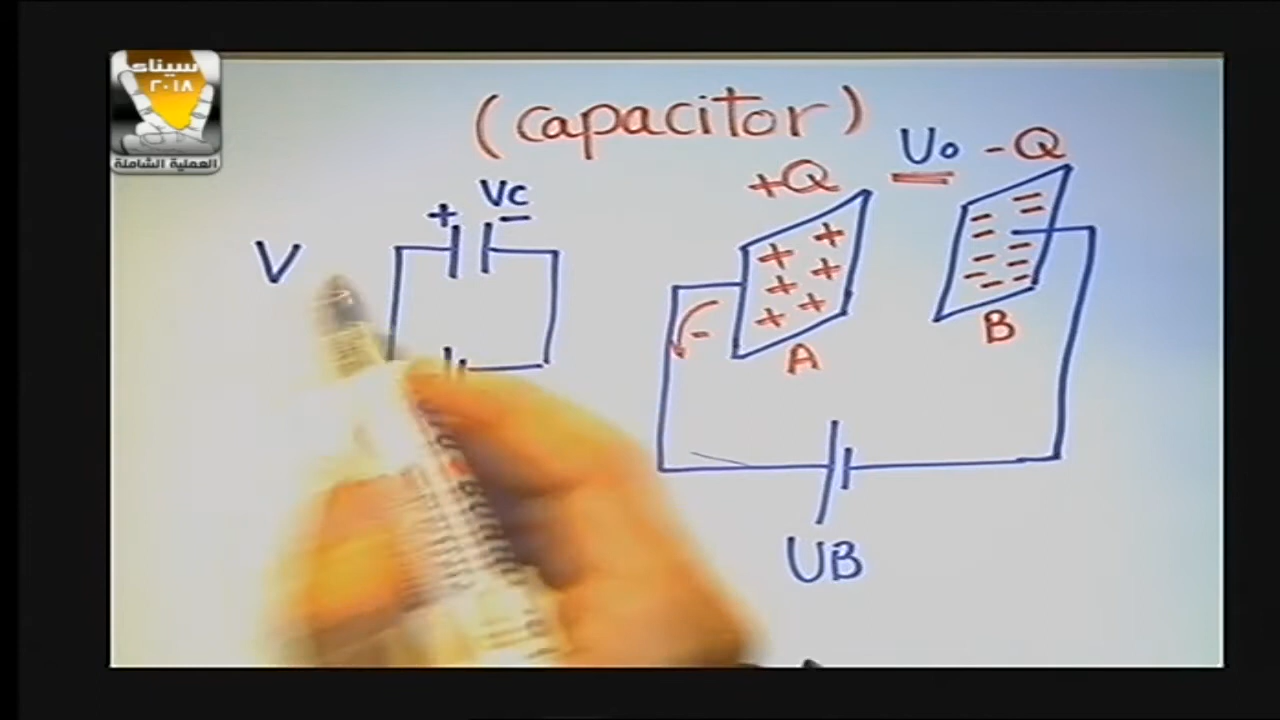 سيناء
٢٠١٨
العملية الشاملة
(capacitor)
Vc
+ -
V
+Q
Uo
-Q
A
B
UB